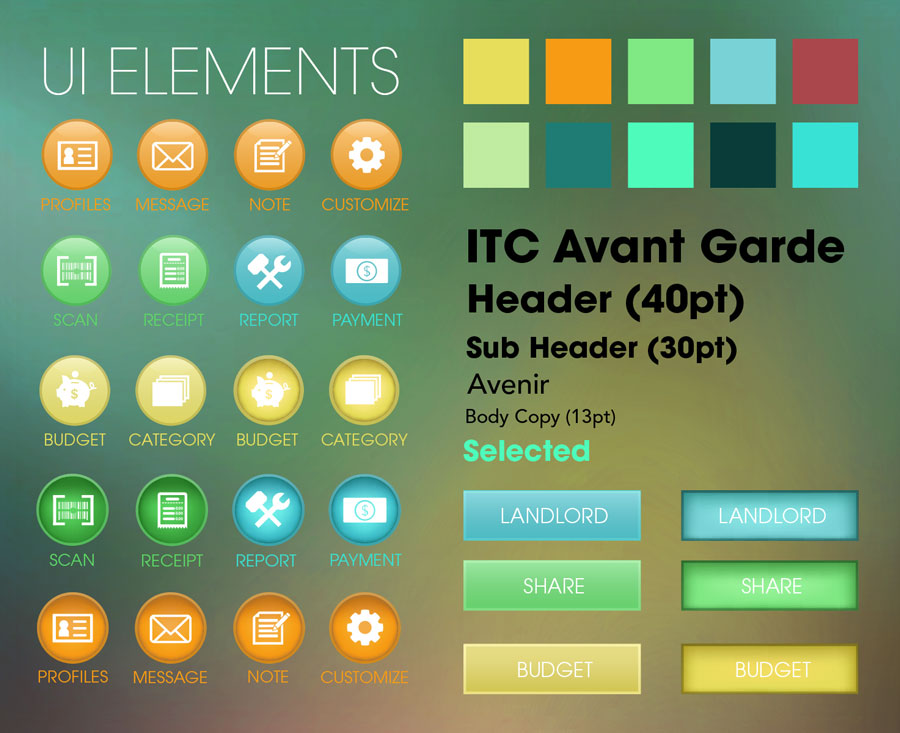 UI ELEMENTS
PROFILES MESSAGE NOTE CUSTOMIZE
SCAN RECEIPT REPORT PAYMENT
$ $
BUDGET CATEGORY BUDGET CATEGORY
SCAN RECEIPT REPORT PAYMENT
PROFILES MESSAGE NOTE CUSTOMIZE
ITC Avant Garde
Header (40pt)
Sub Header (30pt)
Avenir
Body Copy (13pt)
Selected
LANDLORD LANDLORD
SHARE SHARE
BUDGET BUDGET